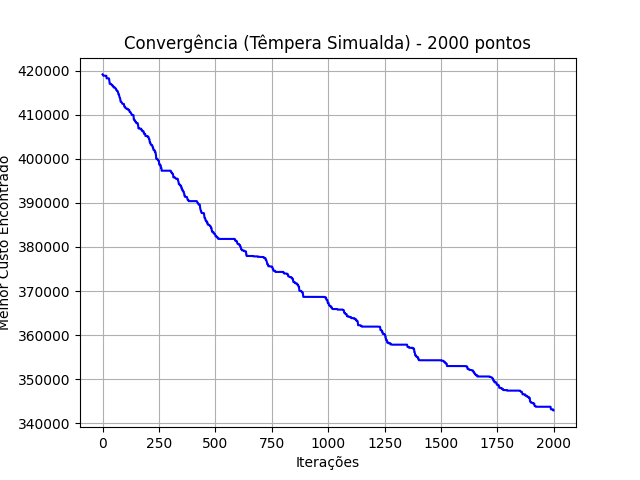 Convergência (Têmpera Simualda) - 2000 pontos
420000
410000
400000
390000
380000
370000
360000
350000
340000
Melhor Custo Encontrado
0 250 500 750 1000 1250 1500 1750 2000
Iterações